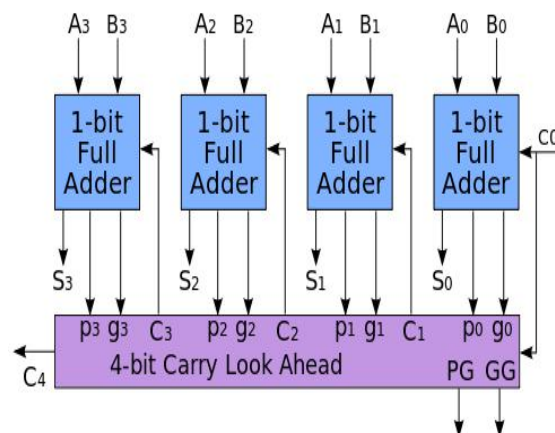 A3 B3 A2 B2 A1 B1 A0 B0
1-bit Full Adder
1-bit Full Adder
1-bit Full Adder
1-bit Full Adder
S3 S2 S1 S0
p3 g3 C3 p2 g2 C2 p1 g1 C1 p0 g0
4-bit Carry Look Ahead
PG GG
C4